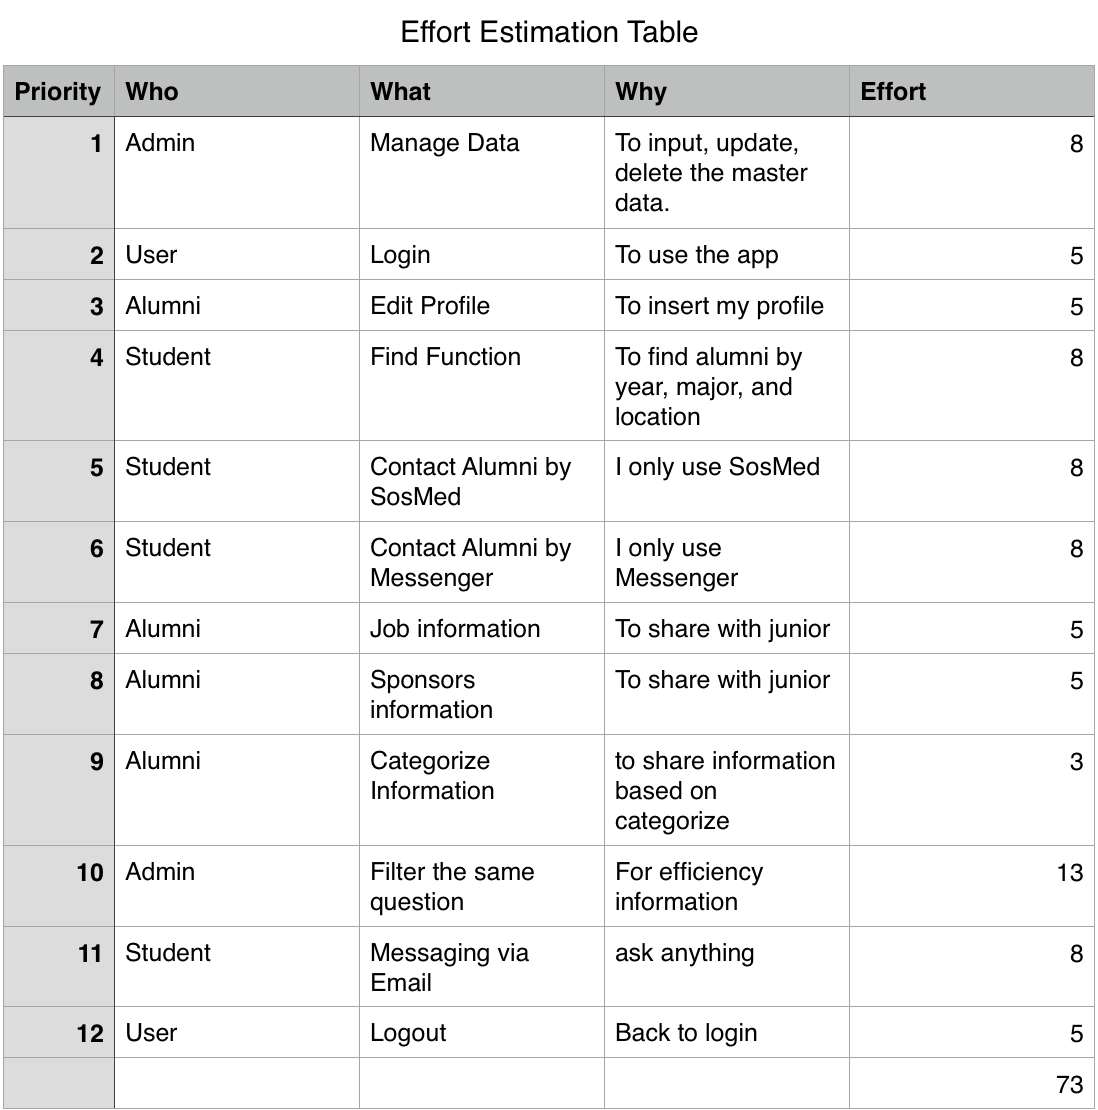 Effort Estimation Table
Priority Who What Why Effort
1 Admin Manage Data To input, update, 8
delete the master
data.
2 User Login To use the app 5
3 Alumni Edit Profile To insert my profile 5
4 Student Find Function To find alumni by 8
year, major, and
location
5 Student Contact Alumni by I only use SosMed 8
SosMed
6 Student Contact Alumni by I only use 8
Messenger Messenger
7 Alumni Job information To share with junior 5
8 Alumni Sponsors To share with junior 5
information
9 Alumni Categorize to share information 3
Information based on
categorize
10 Admin Filter the same For efficiency 13
question information
11 Student Messaging via ask anything 8
Email
12 User Logout Back to login 5
73